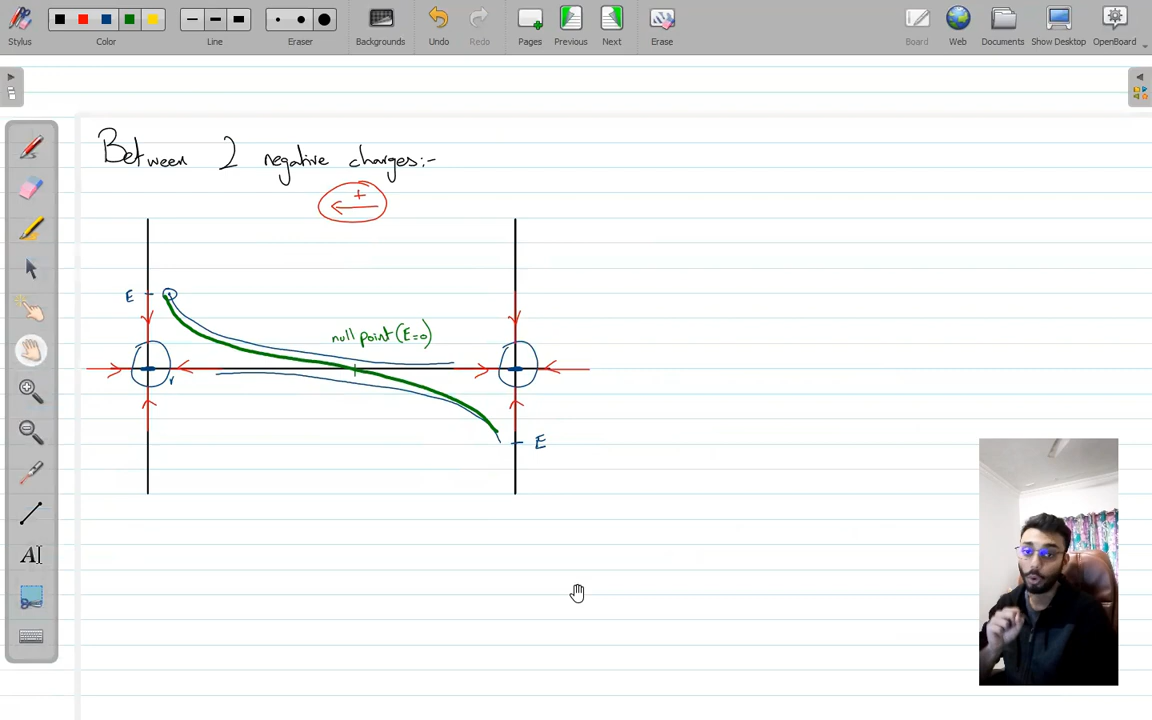 Stylus
Color
Line
Eraser
Backgrounds
Undo
Redo
Pages
Previous
Next
Erase
Board
Web
Documents
Show Desktop
OpenBoard
Between 2 negative charges:-
+
E
null point (E=0)
r
E
A